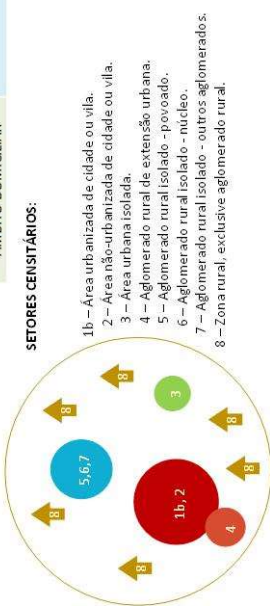 SETORES CENSITÁRIOS:
1b – Área urbanizada de cidade ou vila.
2 – Área não-urbanizada de cidade ou vila.
3 – Área urbana isolada.
4 – Aglomerado rural de extensão urbana.
5 – Aglomerado rural isolado - povoado.
6 – Aglomerado rural isolado - núcleo.
7 – Aglomerado rural isolado - outros aglomerados.
8 – Zona rural, exclusive aglomerado rural.
5,6,7
1b, 2
3
4
8
8
8
8
8
8